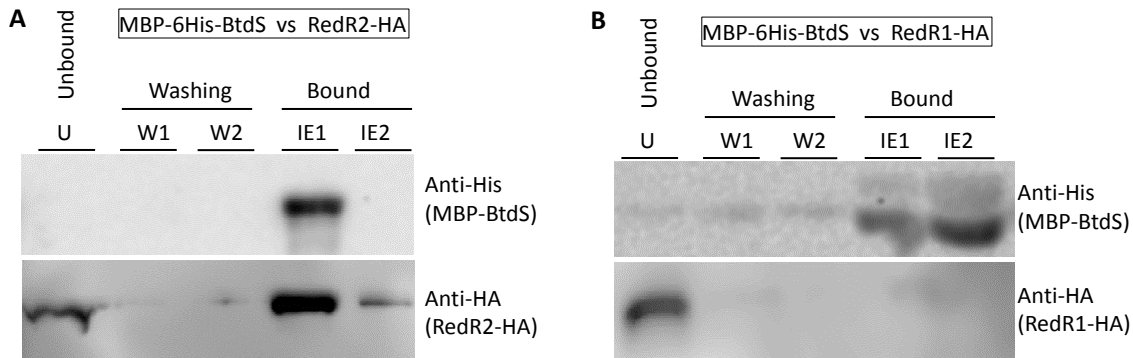 A
MBP-6His-BtdS vs RedR2-HA
Unbound
Washing
Bound
U
W1
W2
IE1
IE2
Anti-His
(MBP-BtdS)
Anti-HA
(RedR2-HA)
B
MBP-6His-BtdS vs RedR1-HA
Unbound
Washing
Bound
U
W1
W2
IE1
IE2
Anti-His
(MBP-BtdS)
Anti-HA
(RedR1-HA)